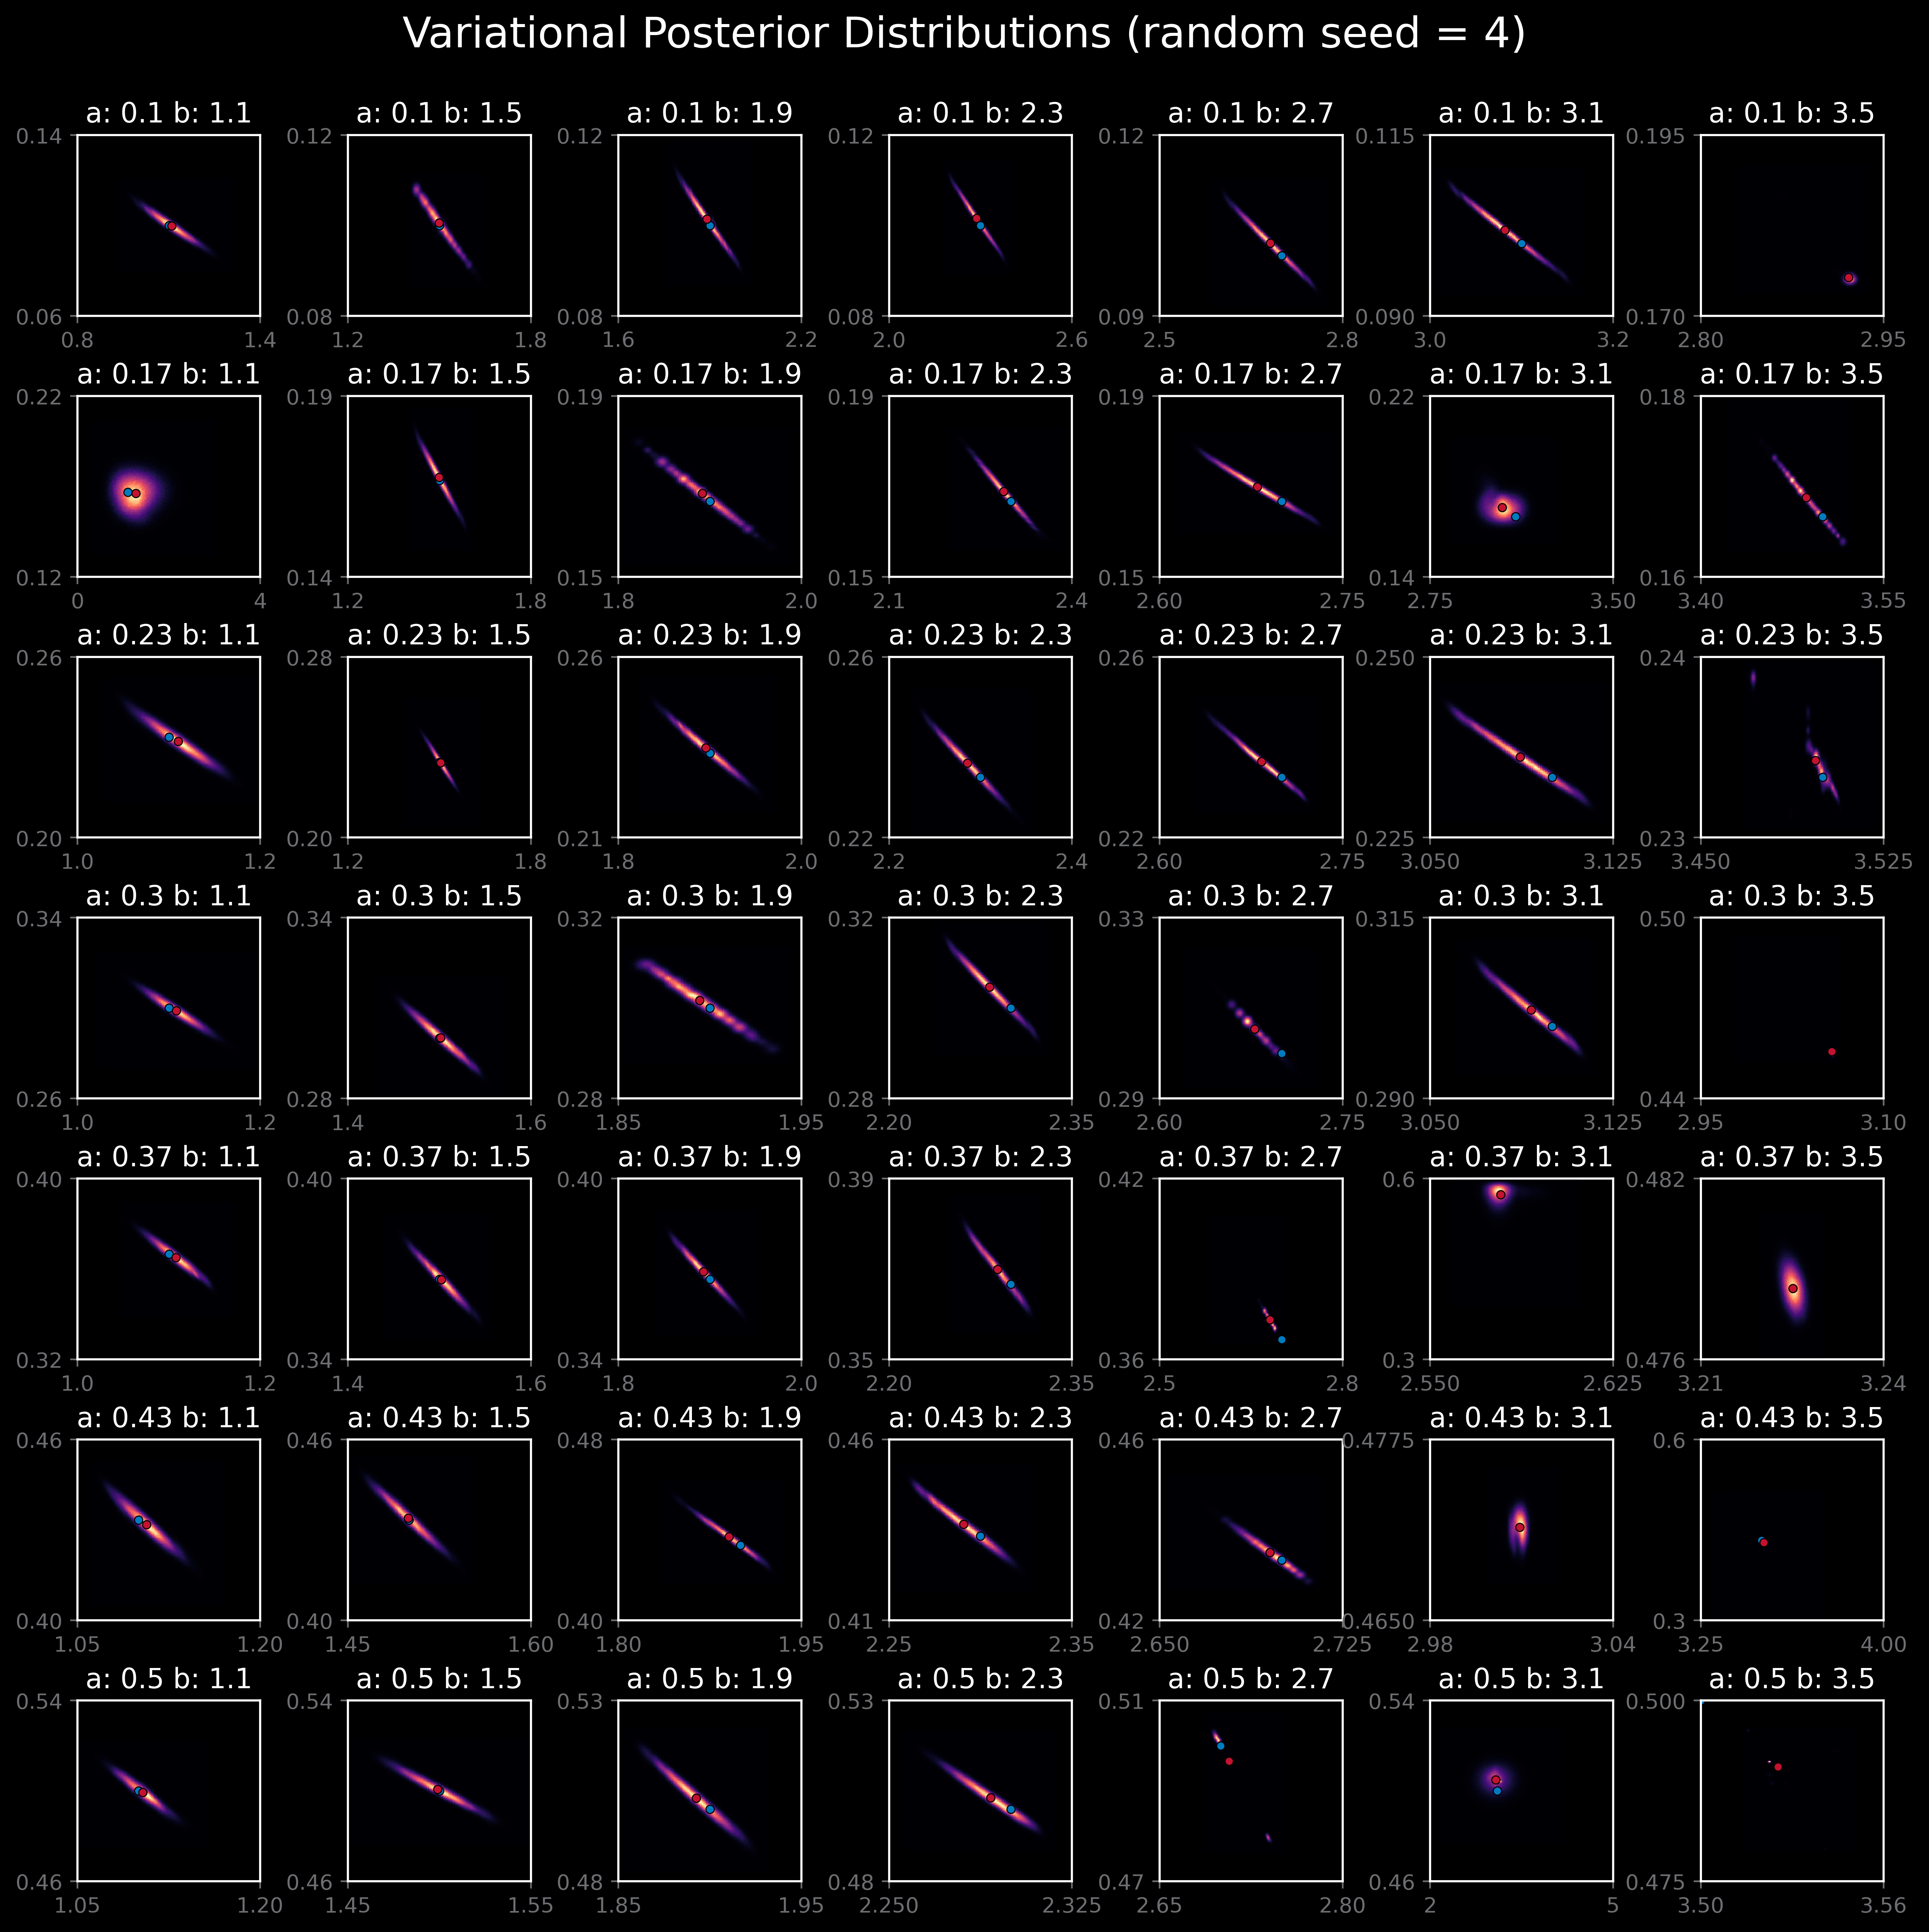 Variational Posterior Distributions (random seed = 4)
a: 0.1 b: 1.1 a: 0.1 b: 1.5 a: 0.1 b: 1.9 a: 0.1 b: 2.3 a: 0.1 b: 2.7 a: 0.1 b: 3.1 a: 0.1 b: 3.5
0.14 0.12 0.12 0.12 0.12 0.115 0.195
0.06 0.08 0.08 0.08 0.09 0.090 0.170
0.8 1.4 1.2 1.8 1.6 2.2 2.0 2.6 2.5 2.8 3.0 3.2 2.80 2.95
a: 0.17 b: 1.1 a: 0.17 b: 1.5 a: 0.17 b: 1.9 a: 0.17 b: 2.3 a: 0.17 b: 2.7 a: 0.17 b: 3.1 a: 0.17 b: 3.5
0.22 0.19 0.19 0.19 0.19 0.22 0.18
0.12 0.14 0.15 0.15 0.15 0.14 0.16
0 4 1.2 1.8 1.8 2.0 2.1 2.4 2.60 2.75 2.75 3.50 3.40 3.55
a: 0.23 b: 1.1 a: 0.23 b: 1.5 a: 0.23 b: 1.9 a: 0.23 b: 2.3 a: 0.23 b: 2.7 a: 0.23 b: 3.1 a: 0.23 b: 3.5
0.26 0.28 0.26 0.26 0.26 0.250 0.24
0.20 0.20 0.21 0.22 0.22 0.225 0.23
1.0 1.2 1.2 1.8 1.8 2.0 2.2 2.4 2.60 2.75 3.050 3.125 3.450 3.525
a: 0.3 b: 1.1 a: 0.3 b: 1.5 a: 0.3 b: 1.9 a: 0.3 b: 2.3 a: 0.3 b: 2.7 a: 0.3 b: 3.1 a: 0.3 b: 3.5
0.34 0.34 0.32 0.32 0.33 0.315 0.50
0.26 0.28 0.28 0.28 0.29 0.290 0.44
1.0 1.2 1.4 1.6 1.85 1.95 2.20 2.35 2.60 2.75 3.050 3.125 2.95 3.10
a: 0.37 b: 1.1 a: 0.37 b: 1.5 a: 0.37 b: 1.9 a: 0.37 b: 2.3 a: 0.37 b: 2.7 a: 0.37 b: 3.1 a: 0.37 b: 3.5
0.40 0.40 0.40 0.39 0.42 0.6 0.482
0.32 0.34 0.34 0.35 0.36 0.3 0.476
1.0 1.2 1.4 1.6 1.8 2.0 2.20 2.35 2.5 2.8 2.550 2.625 3.21 3.24
a: 0.43 b: 1.1 a: 0.43 b: 1.5 a: 0.43 b: 1.9 a: 0.43 b: 2.3 a: 0.43 b: 2.7 a: 0.43 b: 3.1 a: 0.43 b: 3.5
0.46 0.46 0.48 0.46 0.46 0.4775 0.6
0.40 0.40 0.40 0.41 0.42 0.4650 0.3
1.05 1.20 1.45 1.60 1.80 1.95 2.25 2.35 2.650 2.725 2.98 3.04 3.25 4.00
a: 0.5 b: 1.1 a: 0.5 b: 1.5 a: 0.5 b: 1.9 a: 0.5 b: 2.3 a: 0.5 b: 2.7 a: 0.5 b: 3.1 a: 0.5 b: 3.5
0.54 0.54 0.53 0.53 0.51 0.54 0.500
0.46 0.46 0.48 0.48 0.47 0.46 0.475
1.05 1.20 1.45 1.55 1.85 1.95 2.250 2.325 2.65 2.80 2 5 3.50 3.56